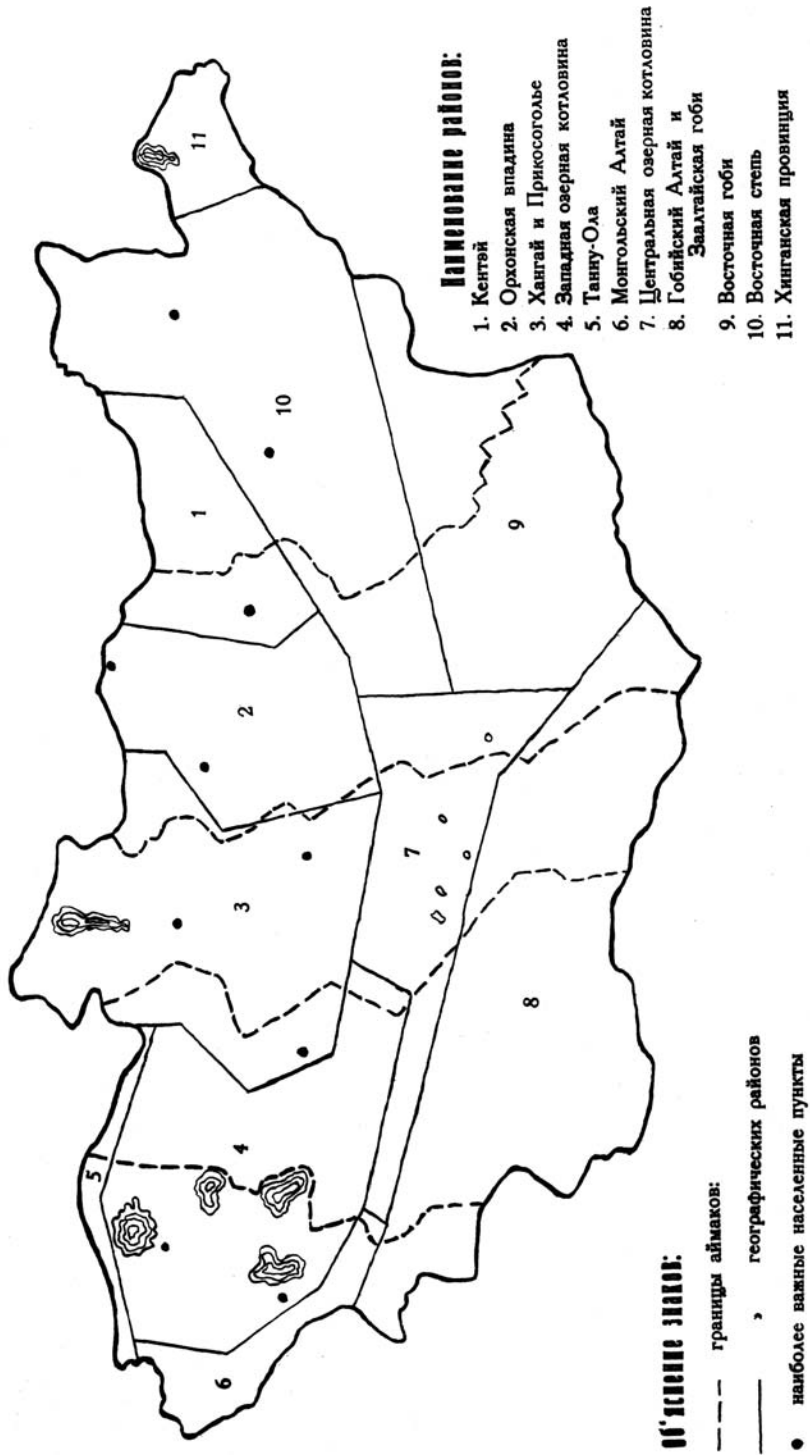 11
1
10
2
9
3
7
5
4
8
6
Наименование районов:
1. Кентэй
2. Орхонская впадина
3. Хангай и Прикосоголье
4. Западная озерная котловина
5. Танну-Ола
6. Монгольский Алтай
7. Центральная озерная котловина
8. Гобийский Алтай и
Заалтайская гоби
9. Восточная гоби
10. Восточная степь
11. Хинганская провинция
Об'яснение знаков:
границы аймаков:
» географических районов
наиболее важные населенные пункты